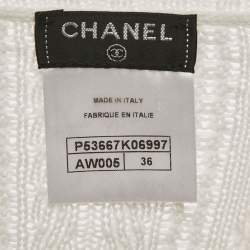 CHANEL
MADE IN ITALY
FABRIQUE EN ITALIE
P53667K06997
AW005 36